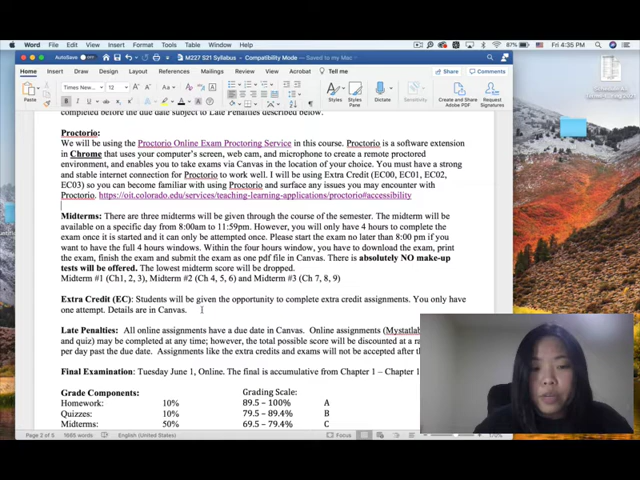 Word File Edit View Insert Format Tools Table Window Help 87% Fri 4:35 PM
AutoSave OFF M227 S21 Syllabus - Compatibility Mode — Saved to my Mac
Home Insert Draw Design Layout References Mailings Review View Acrobat Tell me Share Comments
Paste Times New... 12 Paragraph Styles Styles Pane Dictate Sensitivity Create and Share Adobe PDF Request Signatures
completed before the due date subject to Late Penalties described below.
Proctorio:
We will be using the Proctorio Online Exam Proctoring Service in this course. Proctorio is a software extension
in Chrome that uses your computer's screen, web cam, and microphone to create a remote proctored
environment, and enables you to take exams via Canvas in the location of your choice. You must have a strong
and stable internet connection for Proctorio to work well. I will be using Extra Credit (EC00, EC01, EC02,
EC03) so you can become familiar with using Proctorio and surface any issues you may encounter with
Proctorio. https://oit.colorado.edu/services/teaching-learning-applications/proctorio#accessibility
Midterms: There are three midterms will be given through the course of the semester. The midterm will be
available on a specific day from 8:00am to 11:59pm. However, you will only have 4 hours to complete the
exam once it is started and it can only be attempted once. Please start the exam no later than 8:00 pm if you
want to have the full 4 hours windows. Within the four hours window, you have to download the exam, print
the exam, finish the exam and submit the exam as one pdf file in Canvas. There is absolutely NO make-up
tests will be offered. The lowest midterm score will be dropped.
Midterm #1 (Ch1, 2, 3), Midterm #2 (Ch 4, 5, 6) and Midterm #3 (Ch 7, 8, 9)
Extra Credit (EC): Students will be given the opportunity to complete extra credit assignments. You only have
one attempt. Details are in Canvas.
Late Penalties: All online assignments have a due date in Canvas. Online assignments (Mystatlab
and quiz) may be completed at any time; however, the total possible score will be discounted at a
per day past the due date. Assignments like the extra credits and exams will not be accepted after
Final Examination: Tuesday June 1, Online. The final is accumulative from Chapter 1 – Chapter
Grade Components: Grading Scale:
Homework: 10% 89.5 – 100% A
Quizzes: 10% 79.5 – 89.4% B
Midterms: 50% 69.5 – 79.4% C
Page 2 of 6 English (United States) Focus